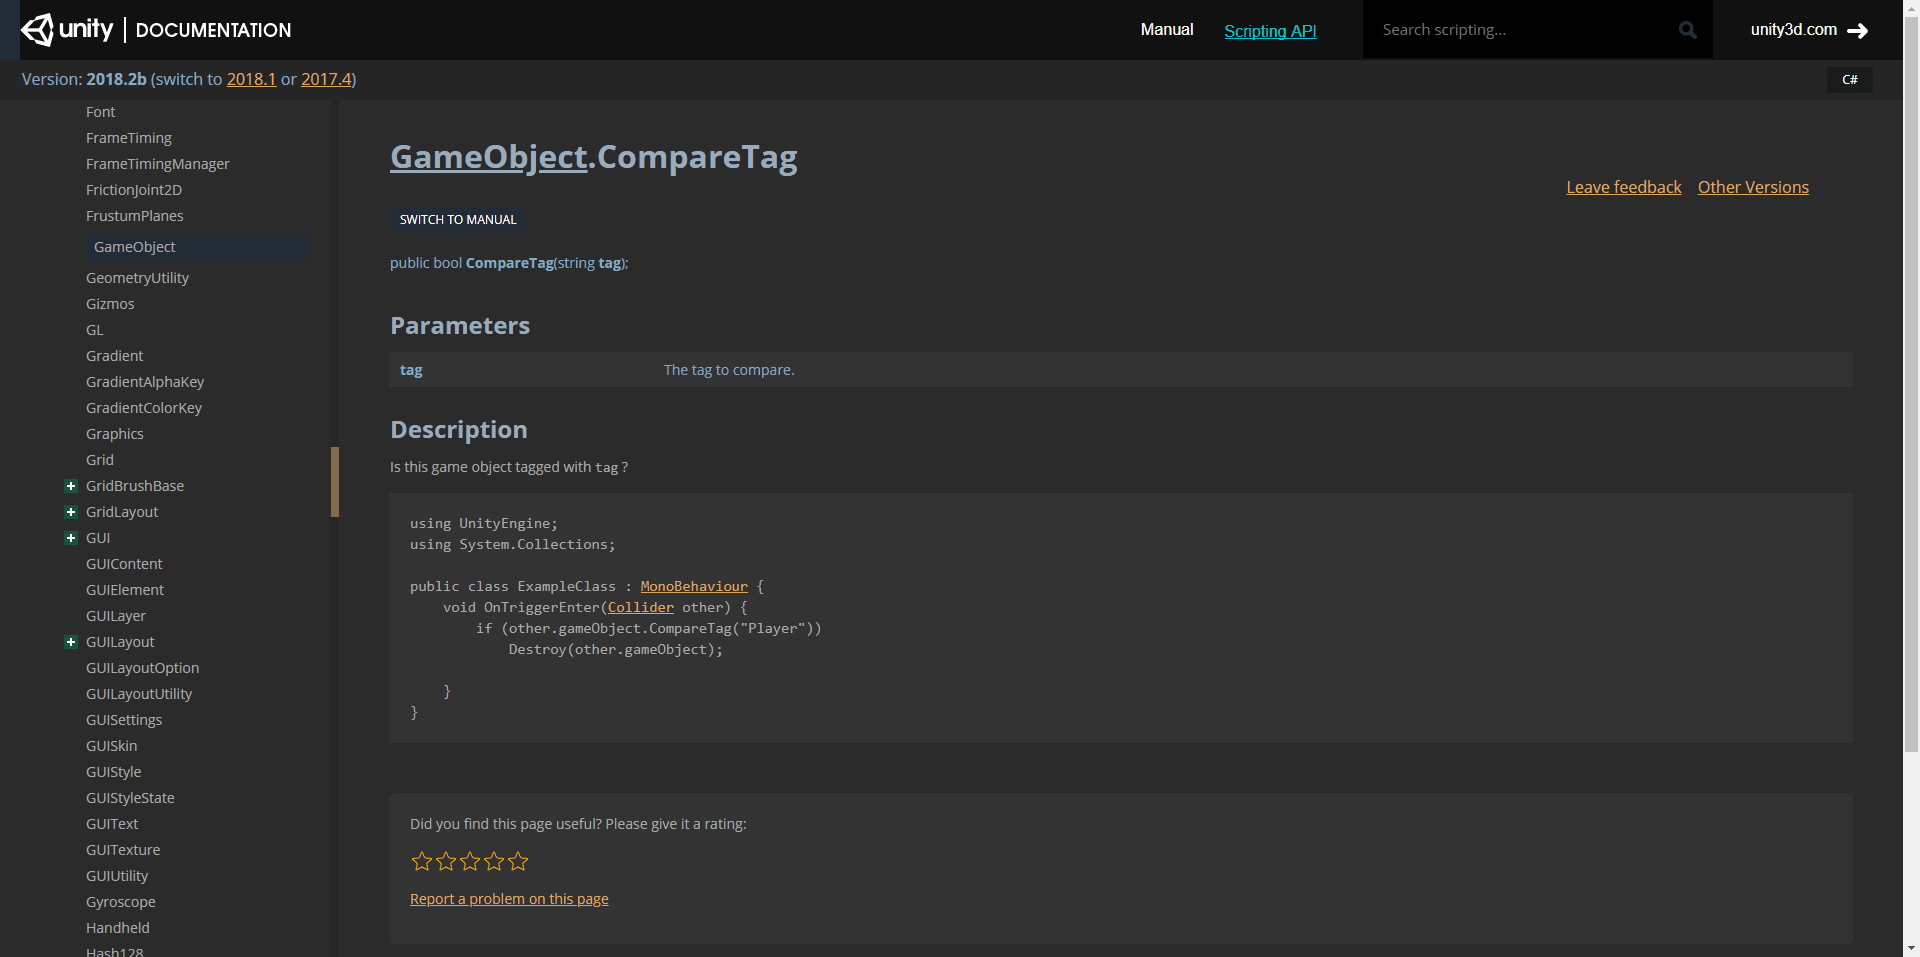 unity | DOCUMENTATION
Manual
Scripting API
Search scripting...
unity3d.com
Version: 2018.2b (switch to 2018.1 or 2017.4)
C#
Font
FrameTiming
FrameTimingManager
FrictionJoint2D
FrustumPlanes
GameObject
GeometryUtility
Gizmos
GL
Gradient
GradientAlphaKey
GradientColorKey
Graphics
Grid
GridBrushBase
GridLayout
GUI
GUIContent
GUIElement
GUILayer
GUILayout
GUILayoutOption
GUILayoutUtility
GUISettings
GUISkin
GUIStyle
GUIStyleState
GUIText
GUITexture
GUIUtility
Gyroscope
Handheld
Hash128
GameObject.CompareTag
Leave feedback
Other Versions
SWITCH TO MANUAL
public bool CompareTag(string tag);
Parameters
tag The tag to compare.
Description
Is this game object tagged with tag ?
using UnityEngine;
using System.Collections;
public class ExampleClass : MonoBehaviour {
void OnTriggerEnter(Collider other) {
if (other.gameObject.CompareTag("Player"))
Destroy(other.gameObject);
}
}
Did you find this page useful? Please give it a rating:
Report a problem on this page